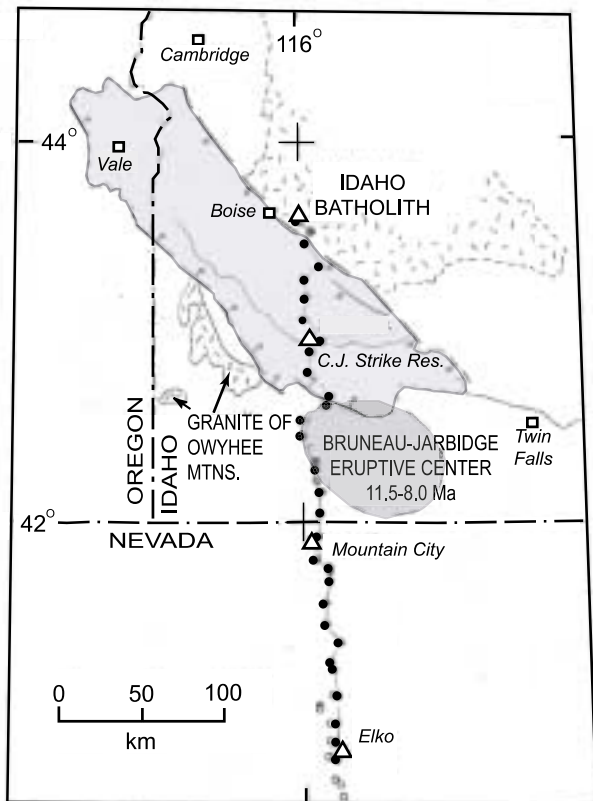 116°
Cambridge
44°
Vale
IDAHO
BATHOLITH
Boise
C.J. Strike Res.
OREGON
IDAHO
GRANITE OF
OWYHEE
MTNS.
BRUNEAU-JARBIDGE
ERUPTIVE CENTER
11.5-8.0 Ma
Twin
Falls
42°
NEVADA
Mountain City
0 50 100
km
Elko